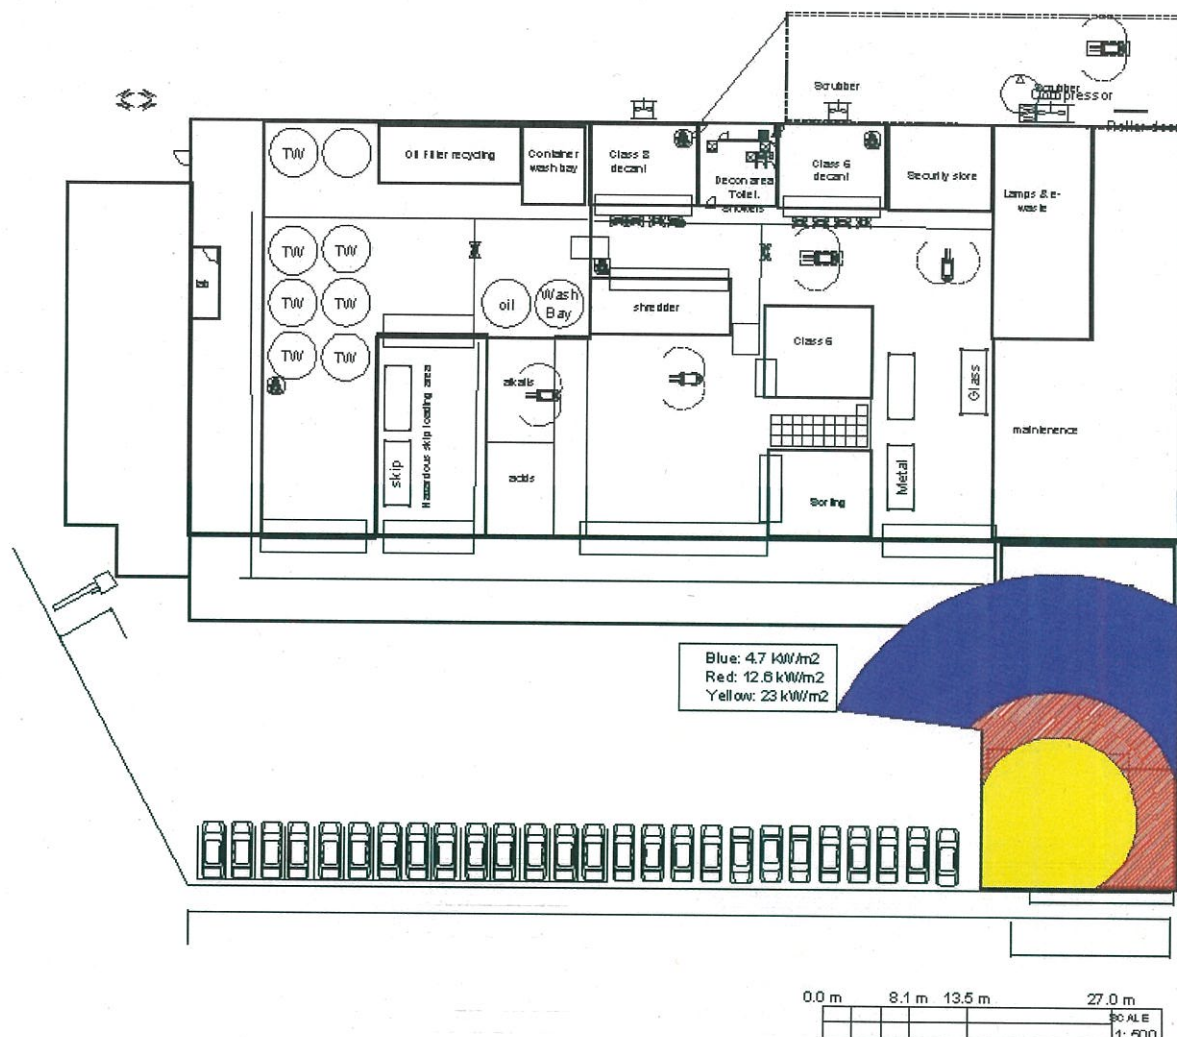 Scrubber
Scrubber
Compressor
Roller door
TW
Oil Filter recycling
Container
wash bay
Class 8
decant
Decon area
Toilet.
Showers
Class 6
decant
Security store
Lamps & e-
waste
TW
TW
lab
TW
TW
oil
Wash
Bay
shredder
Class 6
TW
TW
Hazardous skip loading area
alkalis
Glass
maintenence
skip
acids
Metal
Sorting
Blue: 4.7 kW/m2
Red: 12.6 kW/m2
Yellow: 23 kW/m2
0.0 m 8.1 m 13.5 m 27.0 m
SCALE
1: 500